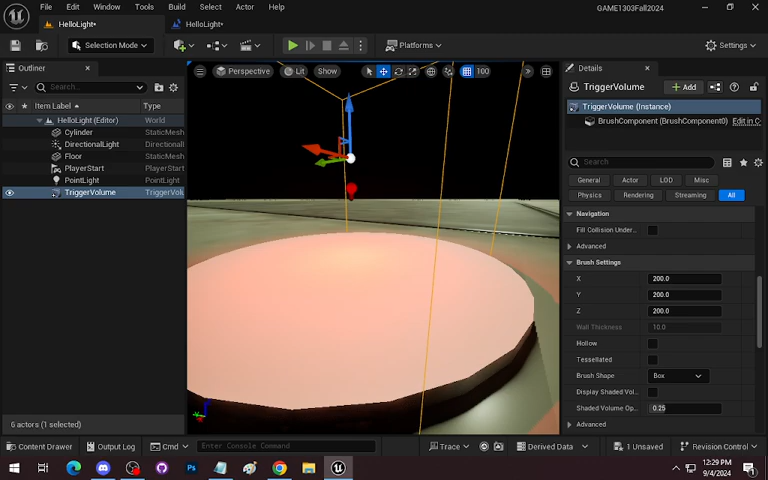 File Edit Window Tools Build Select Actor Help
GAME1303Fall2024
HelloLight*
HelloLight*
Selection Mode
Platforms
Settings
Outliner
Search...
Item Label
Type
HelloLight (Editor)
World
Cylinder
StaticMesh
DirectionalLight
Directional
Floor
StaticMesh
PlayerStart
PlayerStart
PointLight
PointLight
TriggerVolume
TriggerVolu
6 actors (1 selected)
Perspective
Lit
Show
100
Details
TriggerVolume
Add
TriggerVolume (Instance)
BrushComponent (BrushComponent0)
Edit in C+
Search
General
Actor
LOD
Misc
Physics
Rendering
Streaming
All
Navigation
Fill Collision Under...
Advanced
Brush Settings
X 200.0
Y 200.0
Z 200.0
Wall Thickness 10.0
Hollow
Tessellated
Brush Shape Box
Display Shaded Vol...
Shaded Volume Op... 0.25
Advanced
Content Drawer
Output Log
Cmd
Enter Console Command
Trace
Derived Data
1 Unsaved
Revision Control
12:29 PM
9/4/2024